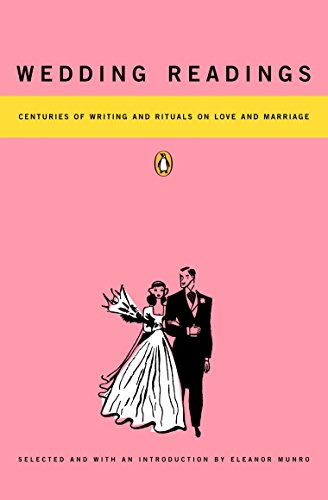 WEDDING READINGS
CENTURIES OF WRITING AND RITUALS ON LOVE AND MARRIAGE
SELECTED AND WITH AN INTRODUCTION BY ELEANOR MUNRO